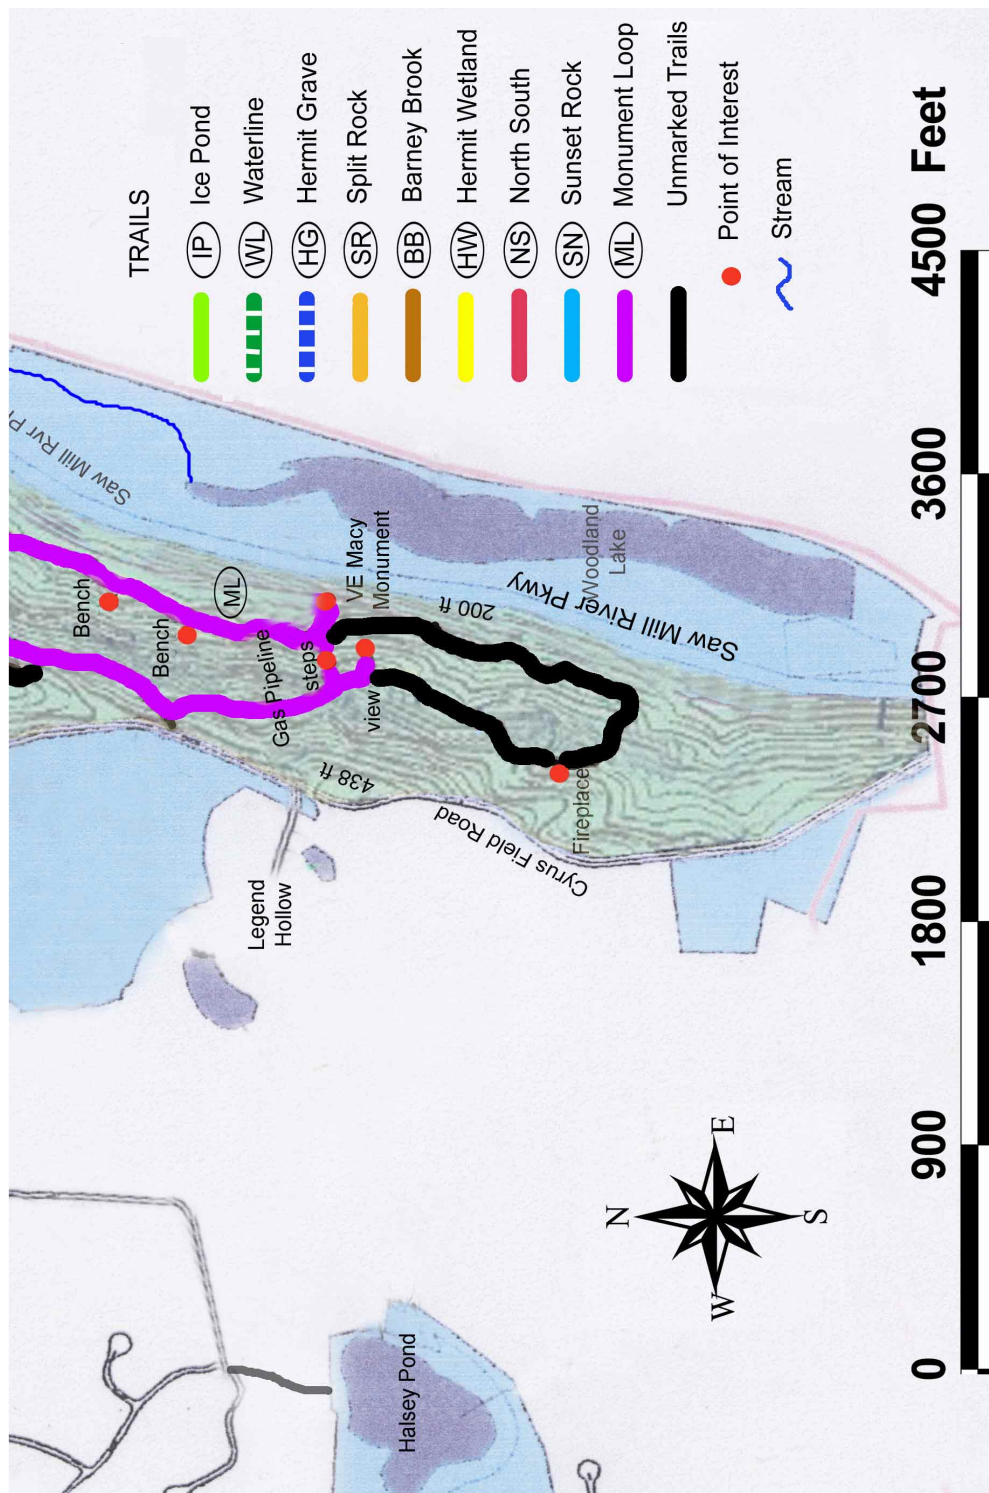 TRAILS
IP Ice Pond
WL Waterline
HG Hermit Grave
SR Split Rock
BB Barney Brook
HW Hermit Wetland
NS North South
SN Sunset Rock
ML Monument Loop
Unmarked Trails
Point of Interest
Stream
Saw Mill Rvr P
Bench
Bench
ML
Gas Pipeline
steps
VE Macy
Monument
view
200 ft
438 ft
Woodland
Lake
Saw Mill River Pkwy
Fireplace
Cyrus Field Road
Legend
Hollow
Halsey Pond
N
E
S
W
0
900
1800
2700
3600
4500 Feet